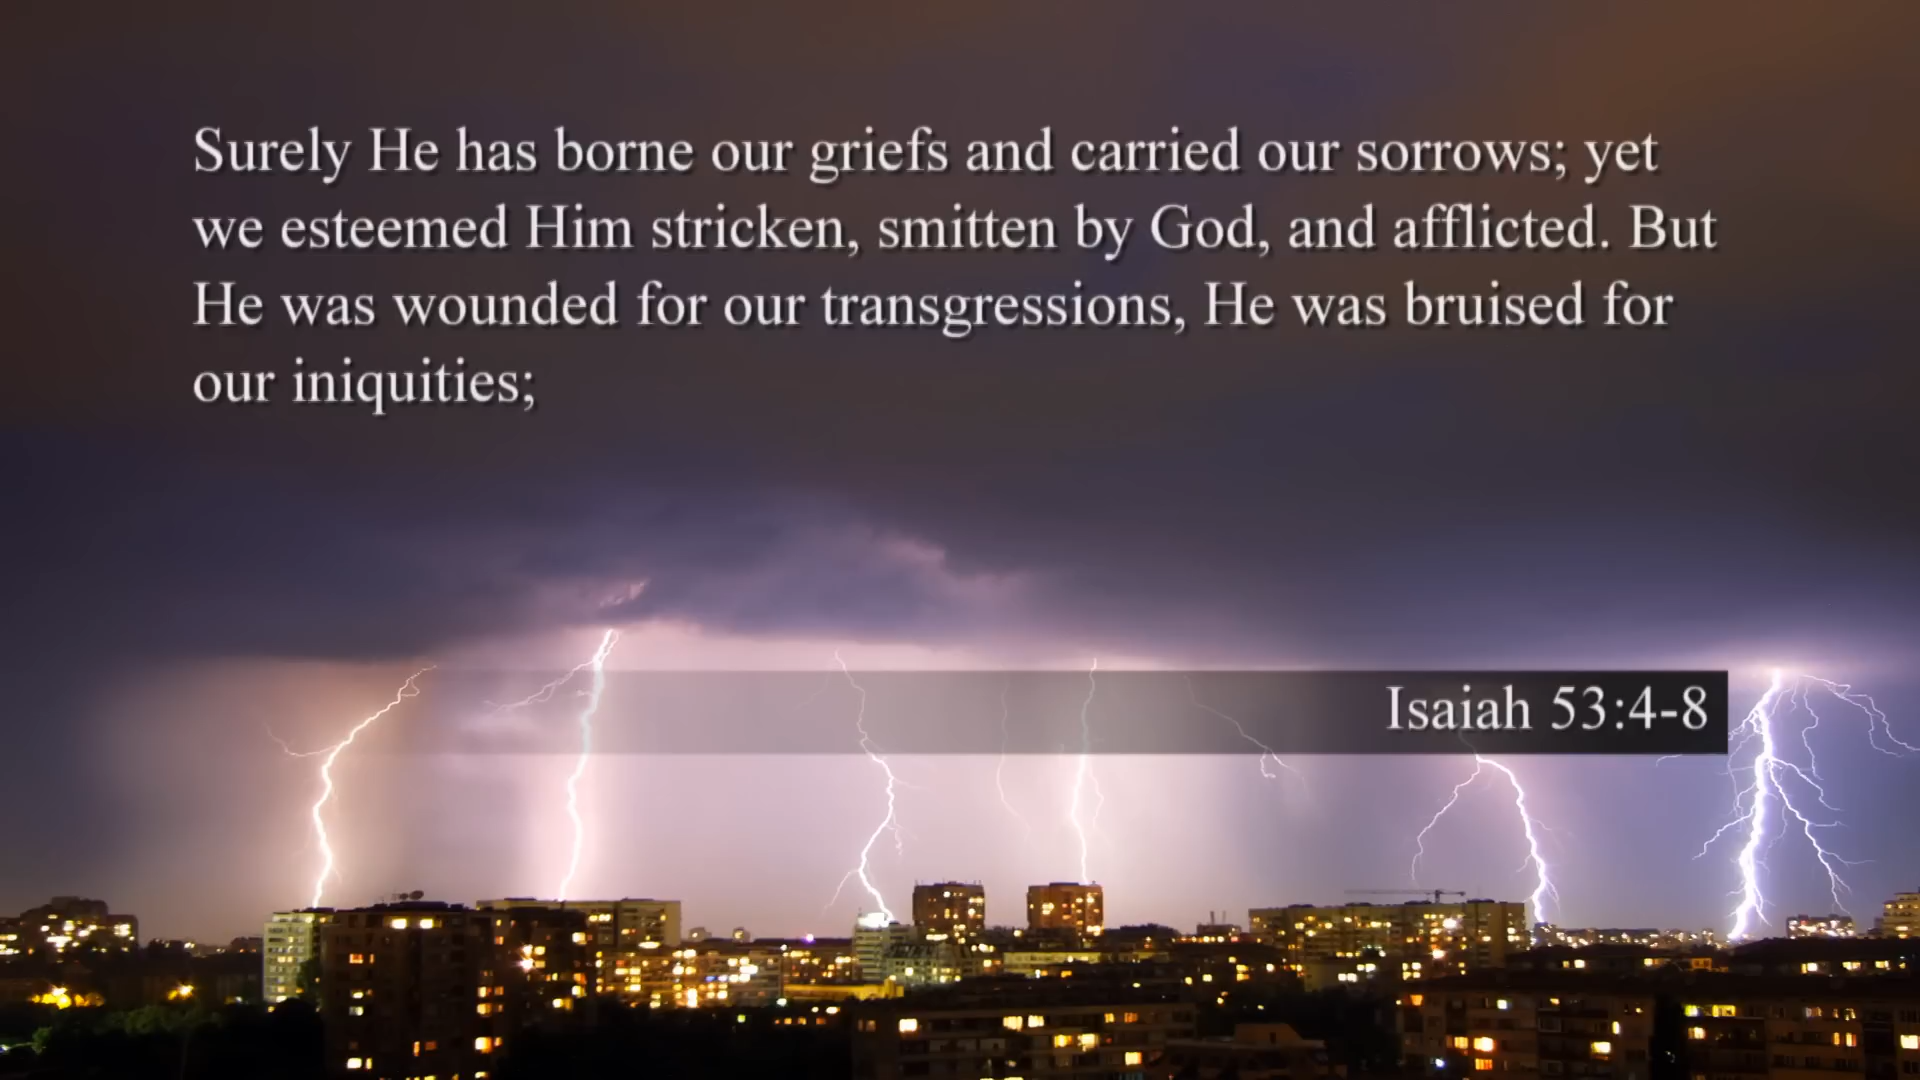 Surely He has borne our griefs and carried our sorrows; yet
we esteemed Him stricken, smitten by God, and afflicted. But
He was wounded for our transgressions, He was bruised for
our iniquities;
Isaiah 53:4-8